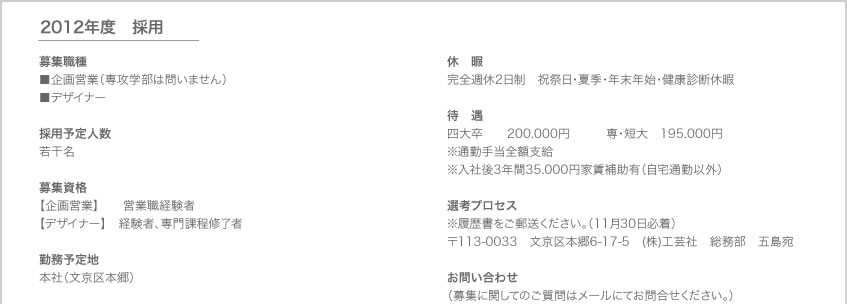 2012年度　採用
募集職種
■企画営業（専攻学部は問いません）
■デザイナー
採用予定人数
若干名
募集資格
【企画営業】　　営業職経験者
【デザイナー】　経験者、専門課程修了者
勤務予定地
本社（文京区本郷）
休　暇
完全週休2日制　祝祭日・夏季・年末年始・健康診断休暇
待　遇
四大卒　　200.000円　　　専・短大　195.000円
※通勤手当全額支給
※入社後3年間35.000円家賃補助有（自宅通勤以外）
選考プロセス
※履歴書をご郵送ください。（11月30日必着）
〒113-0033　文京区本郷6-17-5　(株)工芸社　総務部　五島宛
お問い合わせ
（募集に関してのご質問はメールにてお問合せください。）